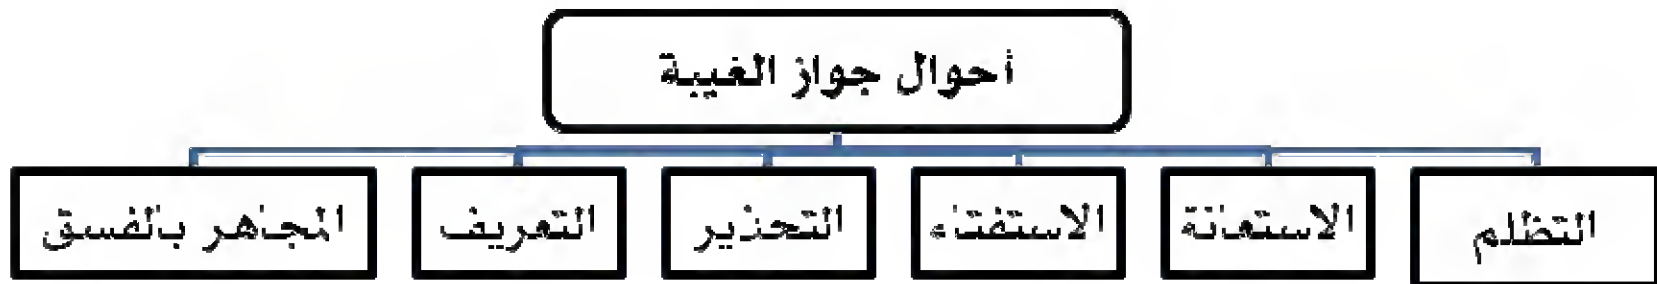 أحوال جواز الغيبة
التظلم
الاستعانة
الاستفتاء
التحذير
التعريف
المجاهر بالفسق